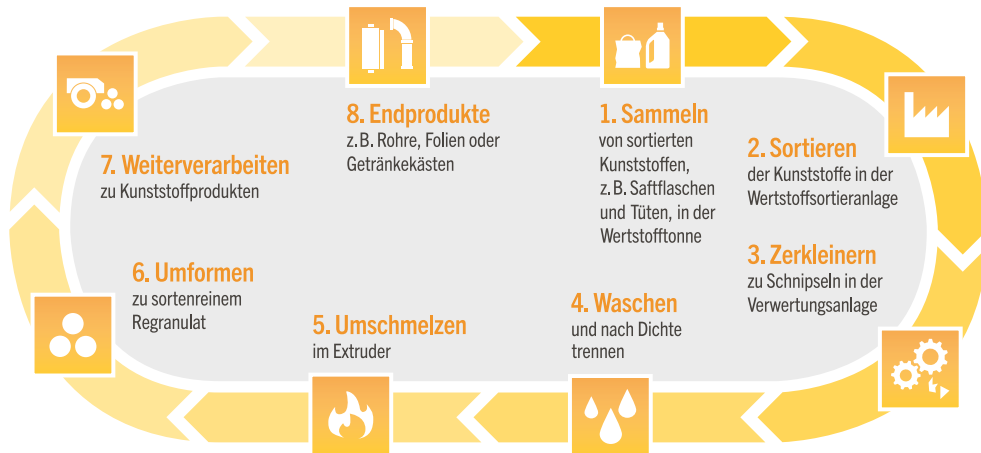 1. Sammeln
von sortierten
Kunststoffen,
z. B. Saftflaschen
und Tüten, in der
Wertstofftonne
2. Sortieren
der Kunststoffe in der
Wertstoffsortieranlage
3. Zerkleinern
zu Schnipseln in der
Verwertungsanlage
4. Waschen
und nach Dichte
trennen
5. Umschmelzen
im Extruder
6. Umformen
zu sortenreinem
Regranulat
7. Weiterverarbeiten
zu Kunststoffprodukten
8. Endprodukte
z. B. Rohre, Folien oder
Getränkekästen